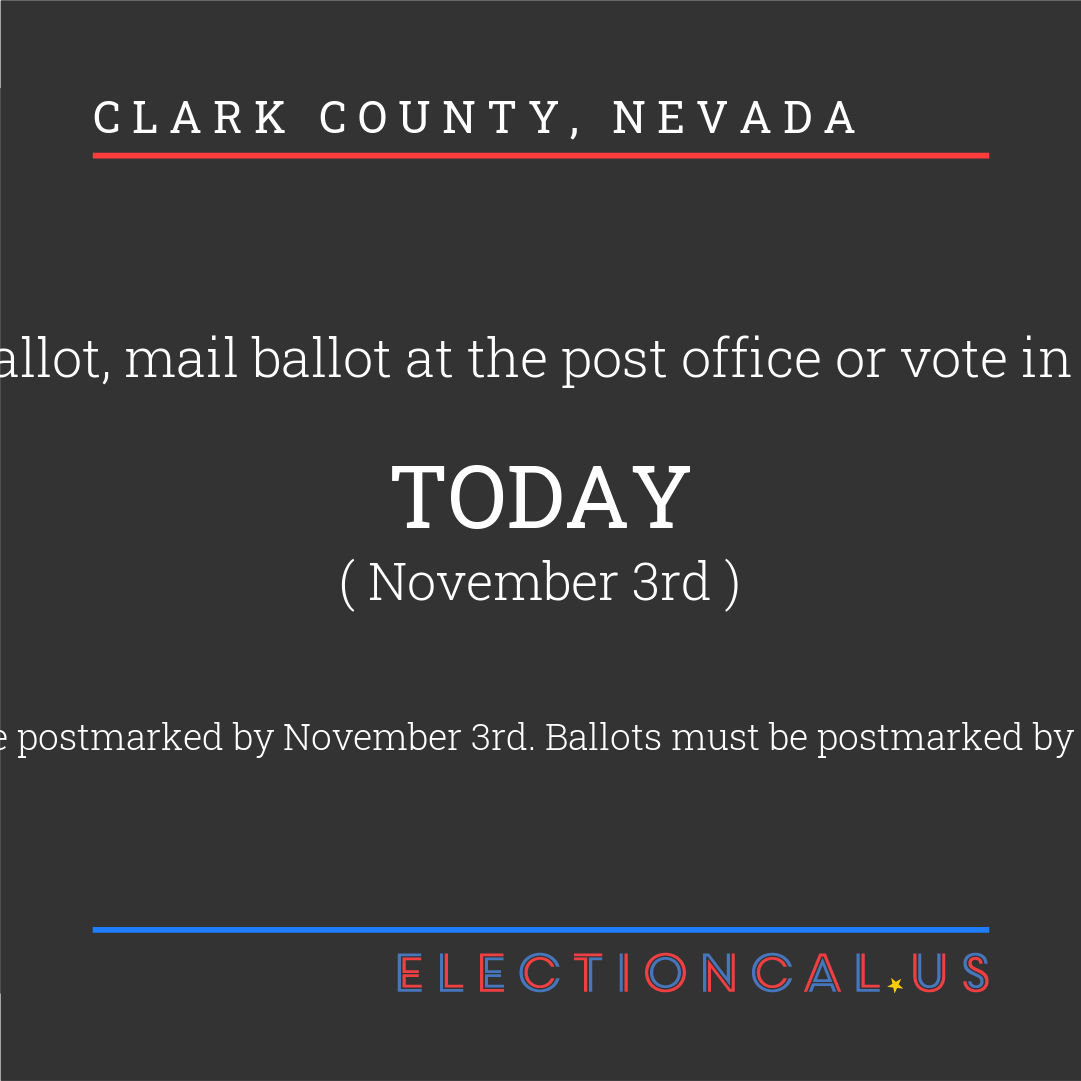 CLARK COUNTY, NEVADA
allot, mail ballot at the post office or vote in
TODAY
( November 3rd )
e postmarked by November 3rd. Ballots must be postmarked by
ELECTIONCAL.US